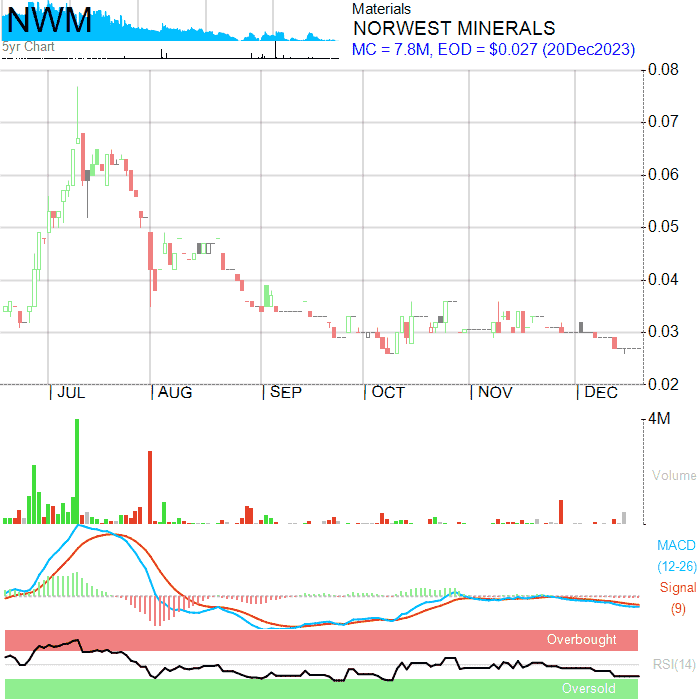 NWM
5yr Chart
Materials
NORWEST MINERALS
MC = 7.8M, EOD = $0.027 (20Dec2023)
0.08
0.07
0.06
0.05
0.04
0.03
0.02
JUL AUG SEP OCT NOV DEC
4M
Volume
MACD
(12-26)
Signal
(9)
Overbought
RSI(14)
Oversold